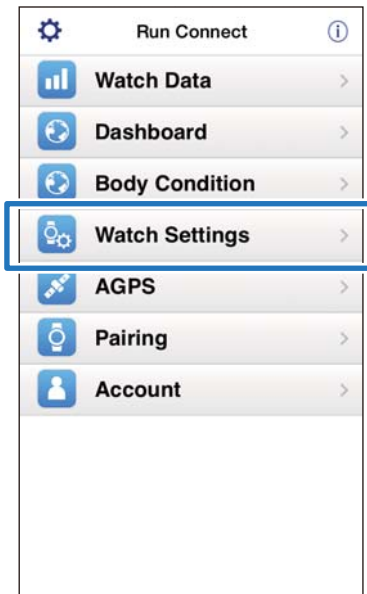 Run Connect
Watch Data
Dashboard
Body Condition
Watch Settings
AGPS
Pairing
Account